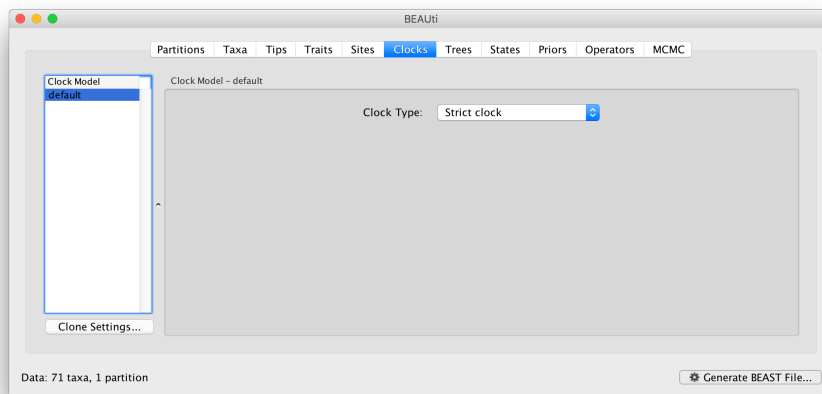 BEAUti
Partitions Taxa Tips Traits Sites Clocks Trees States Priors Operators MCMC
Clock Model
default
Clock Model – default
Clock Type: Strict clock
Clone Settings...
Data: 71 taxa, 1 partition
Generate BEAST File...